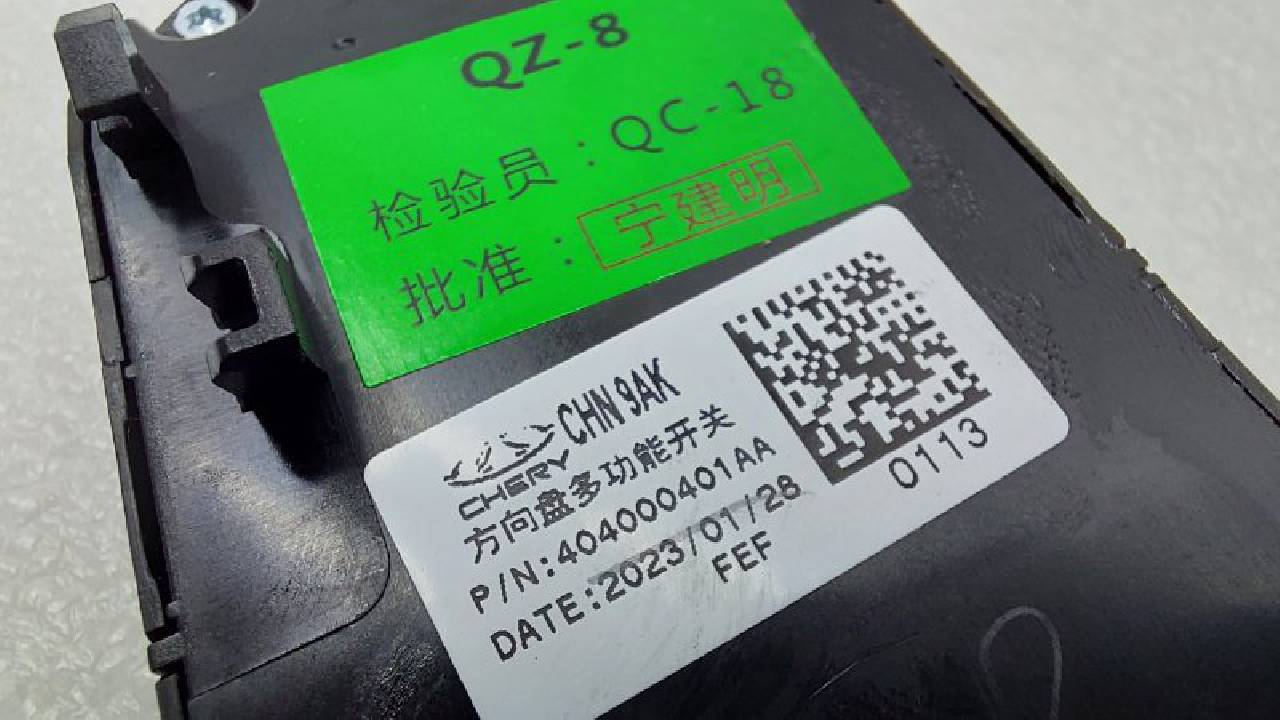 QZ-8
检验员：QC-18
批准：宁建明
CHERY CHN 9AK
方向盘多功能开关
P/N:404000401AA
DATE:2023/01/28
FEF
0113